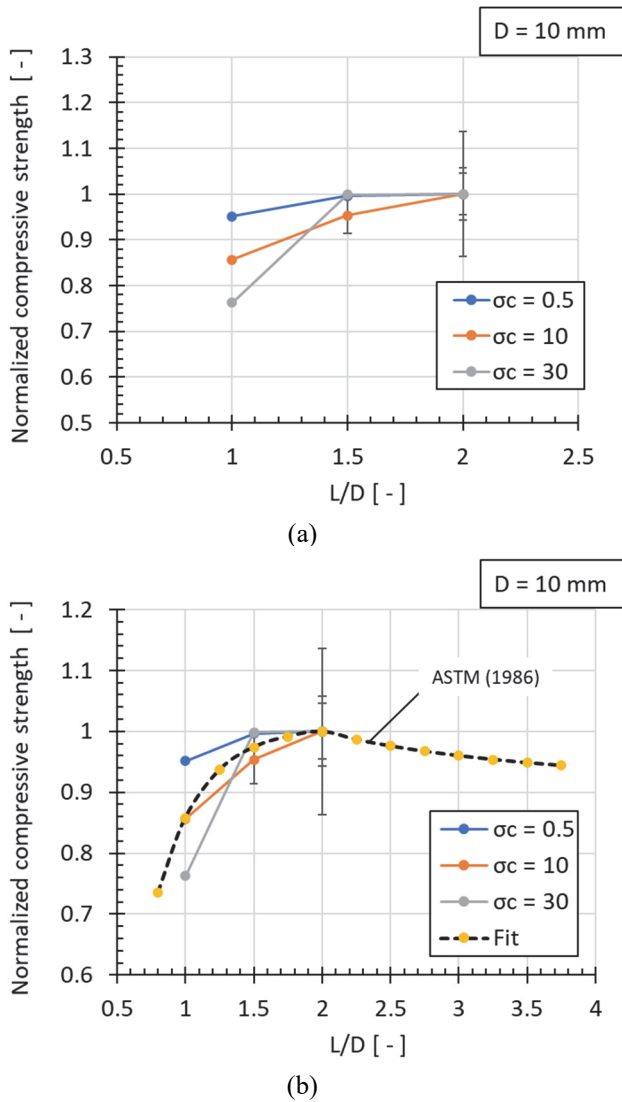 D = 10 mm
Normalized compressive strength [ - ]
1.3
1.2
1.1
1
0.9
0.8
0.7
0.6
0.5
σc = 0.5
σc = 10
σc = 30
0.5 1 1.5 2 2.5
L/D [ - ]
(a)
D = 10 mm
Normalized compressive strength [ - ]
1.2
1.1
1
0.9
0.8
0.7
0.6
ASTM (1986)
σc = 0.5
σc = 10
σc = 30
Fit
0.5 1 1.5 2 2.5 3 3.5 4
L/D [ - ]
(b)